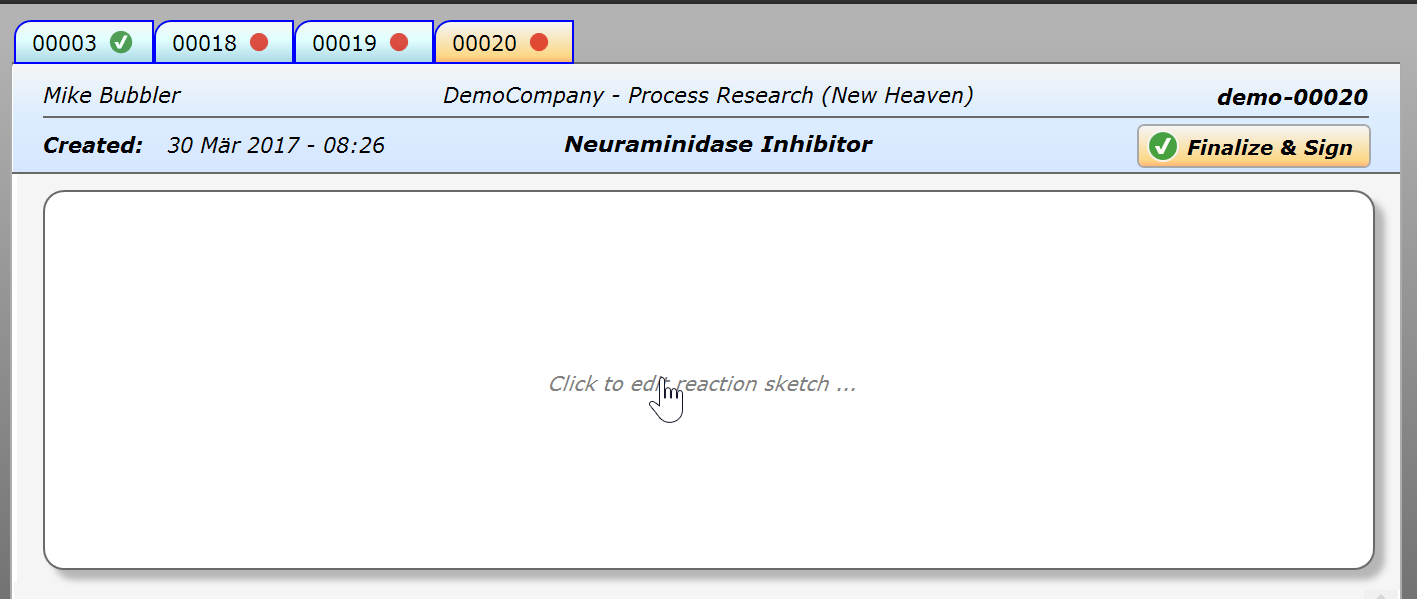 00003 00018 00019 00020
Mike Bubbler DemoCompany - Process Research (New Heaven) demo-00020
Created: 30 Mär 2017 - 08:26 Neuraminidase Inhibitor Finalize & Sign
Click to edit reaction sketch ...